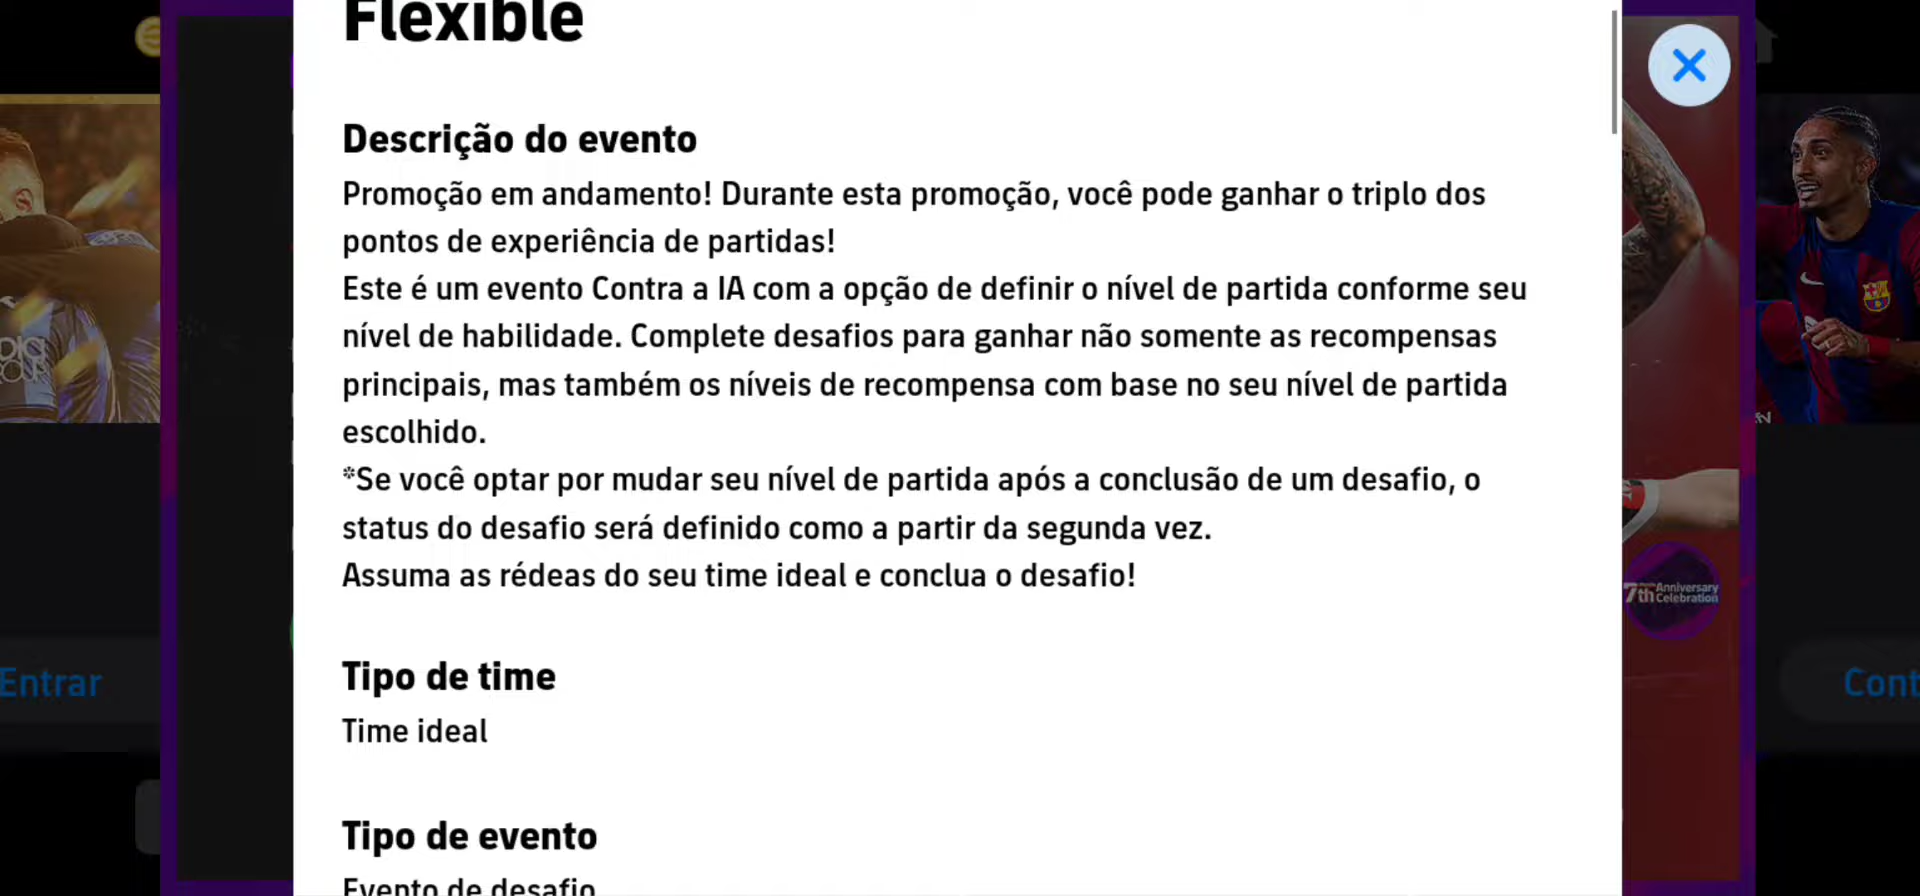 Flexible
Descrição do evento
Promoção em andamento! Durante esta promoção, você pode ganhar o triplo dos
pontos de experiência de partidas!
Este é um evento Contra a IA com a opção de definir o nível de partida conforme seu
nível de habilidade. Complete desafios para ganhar não somente as recompensas
principais, mas também os níveis de recompensa com base no seu nível de partida
escolhido.
*Se você optar por mudar seu nível de partida após a conclusão de um desafio, o
status do desafio será definido como a partir da segunda vez.
Assuma as rédeas do seu time ideal e conclua o desafio!
7th Anniversary
Celebration
Tipo de time
Entrar
Cont
Time ideal
Tipo de evento
Evento de desafio